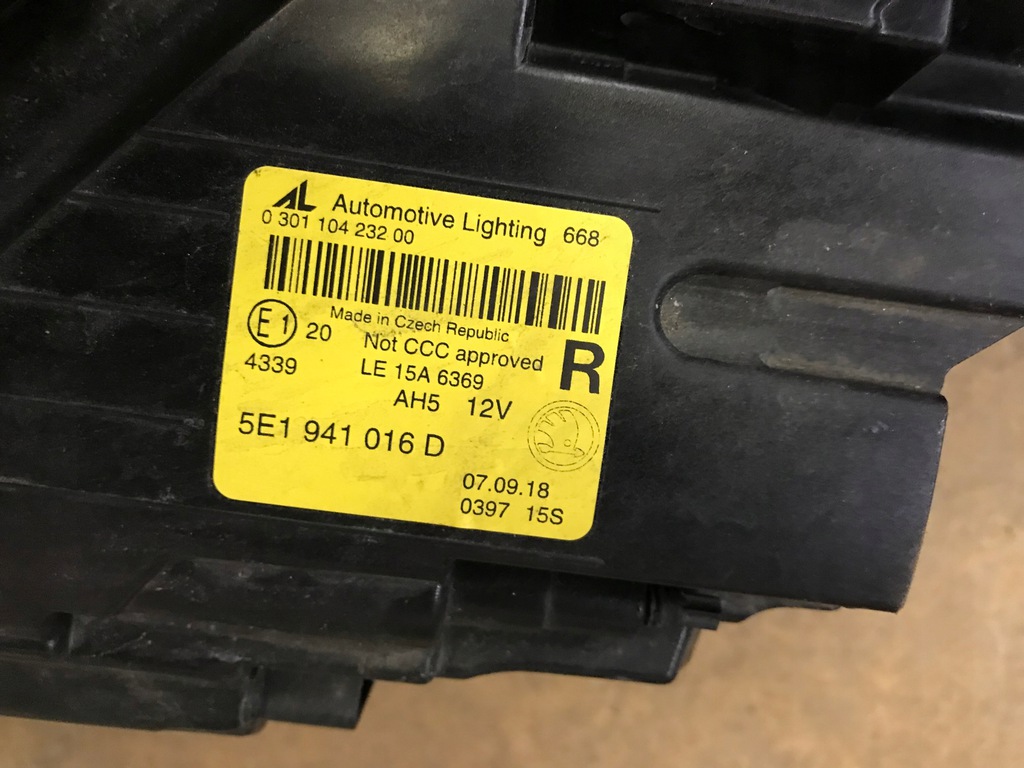 AL Automotive Lighting 668
0 301 104 232 00
Made in Czech Republic
E1 20 Not CCC approved R
4339 LE 15A 6369
AH5 12V
5E1 941 016 D
07.09.18
0397 15S